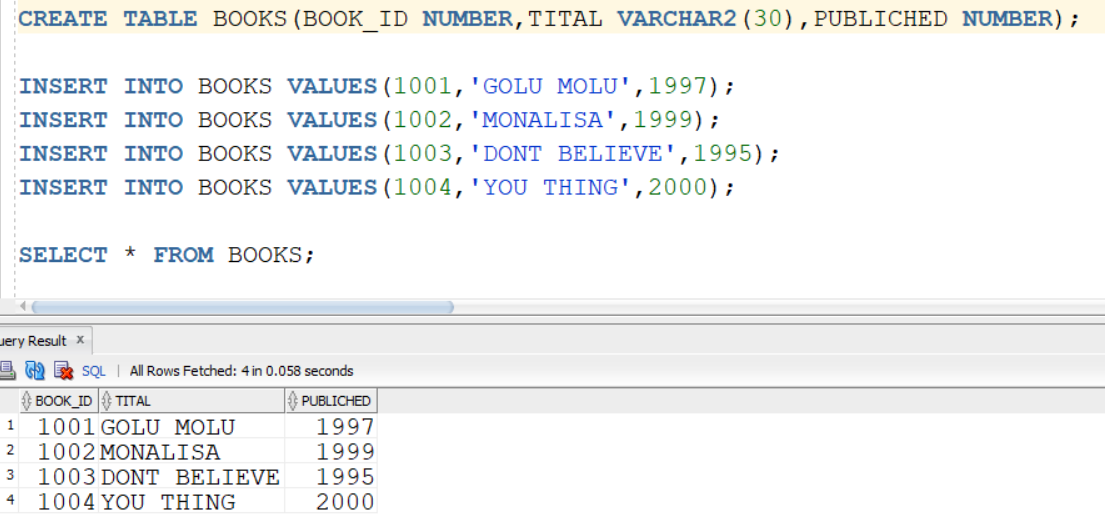 CREATE TABLE BOOKS(BOOK_ID NUMBER,TITAL VARCHAR2(30),PUBLICHED NUMBER);
INSERT INTO BOOKS VALUES(1001,'GOLU MOLU',1997);
INSERT INTO BOOKS VALUES(1002,'MONALISA',1999);
INSERT INTO BOOKS VALUES(1003,'DONT BELIEVE',1995);
INSERT INTO BOOKS VALUES(1004,'YOU THING',2000);
SELECT * FROM BOOKS;
uery Result x
SQL | All Rows Fetched: 4 in 0.058 seconds
BOOK_ID TITAL PUBLICHED
1 1001 GOLU MOLU 1997
2 1002 MONALISA 1999
3 1003 DONT BELIEVE 1995
4 1004 YOU THING 2000